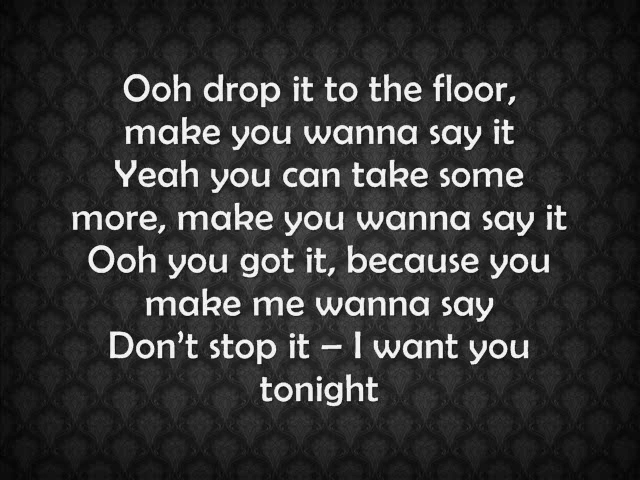 Ooh drop it to the floor,
make you wanna say it
Yeah you can take some
more, make you wanna say it
Ooh you got it, because you
make me wanna say
Don’t stop it – I want you
tonight